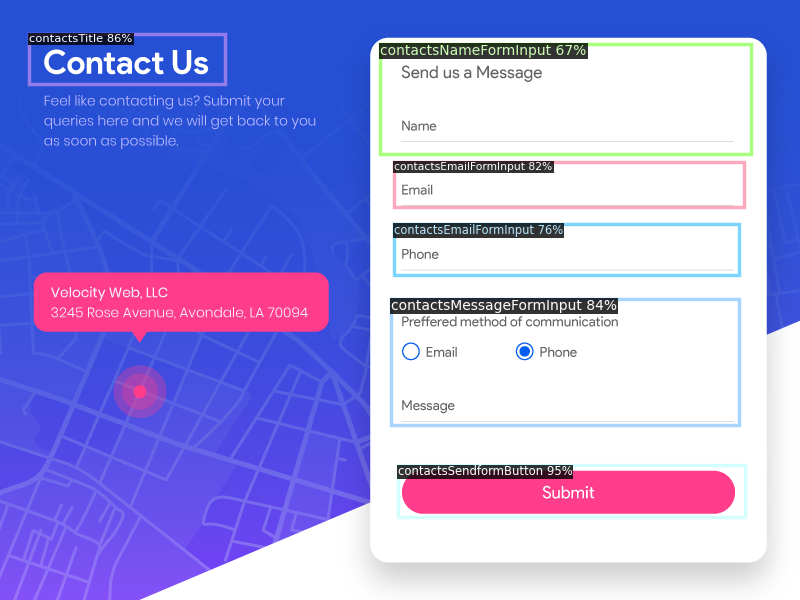 contactsTitle 86%
Contact Us
Feel like contacting us? Submit your
queries here and we will get back to you
as soon as possible.
Velocity Web, LLC
3245 Rose Avenue, Avondale, LA 70094
contactsNameFormInput 67%
Send us a Message
Name
contactsEmailFormInput 82%
Email
contactsEmailFormInput 76%
Phone
contactsMessageFormInput 84%
Preffered method of communication
Email Phone
Message
contactsSendformButton 95%
Submit